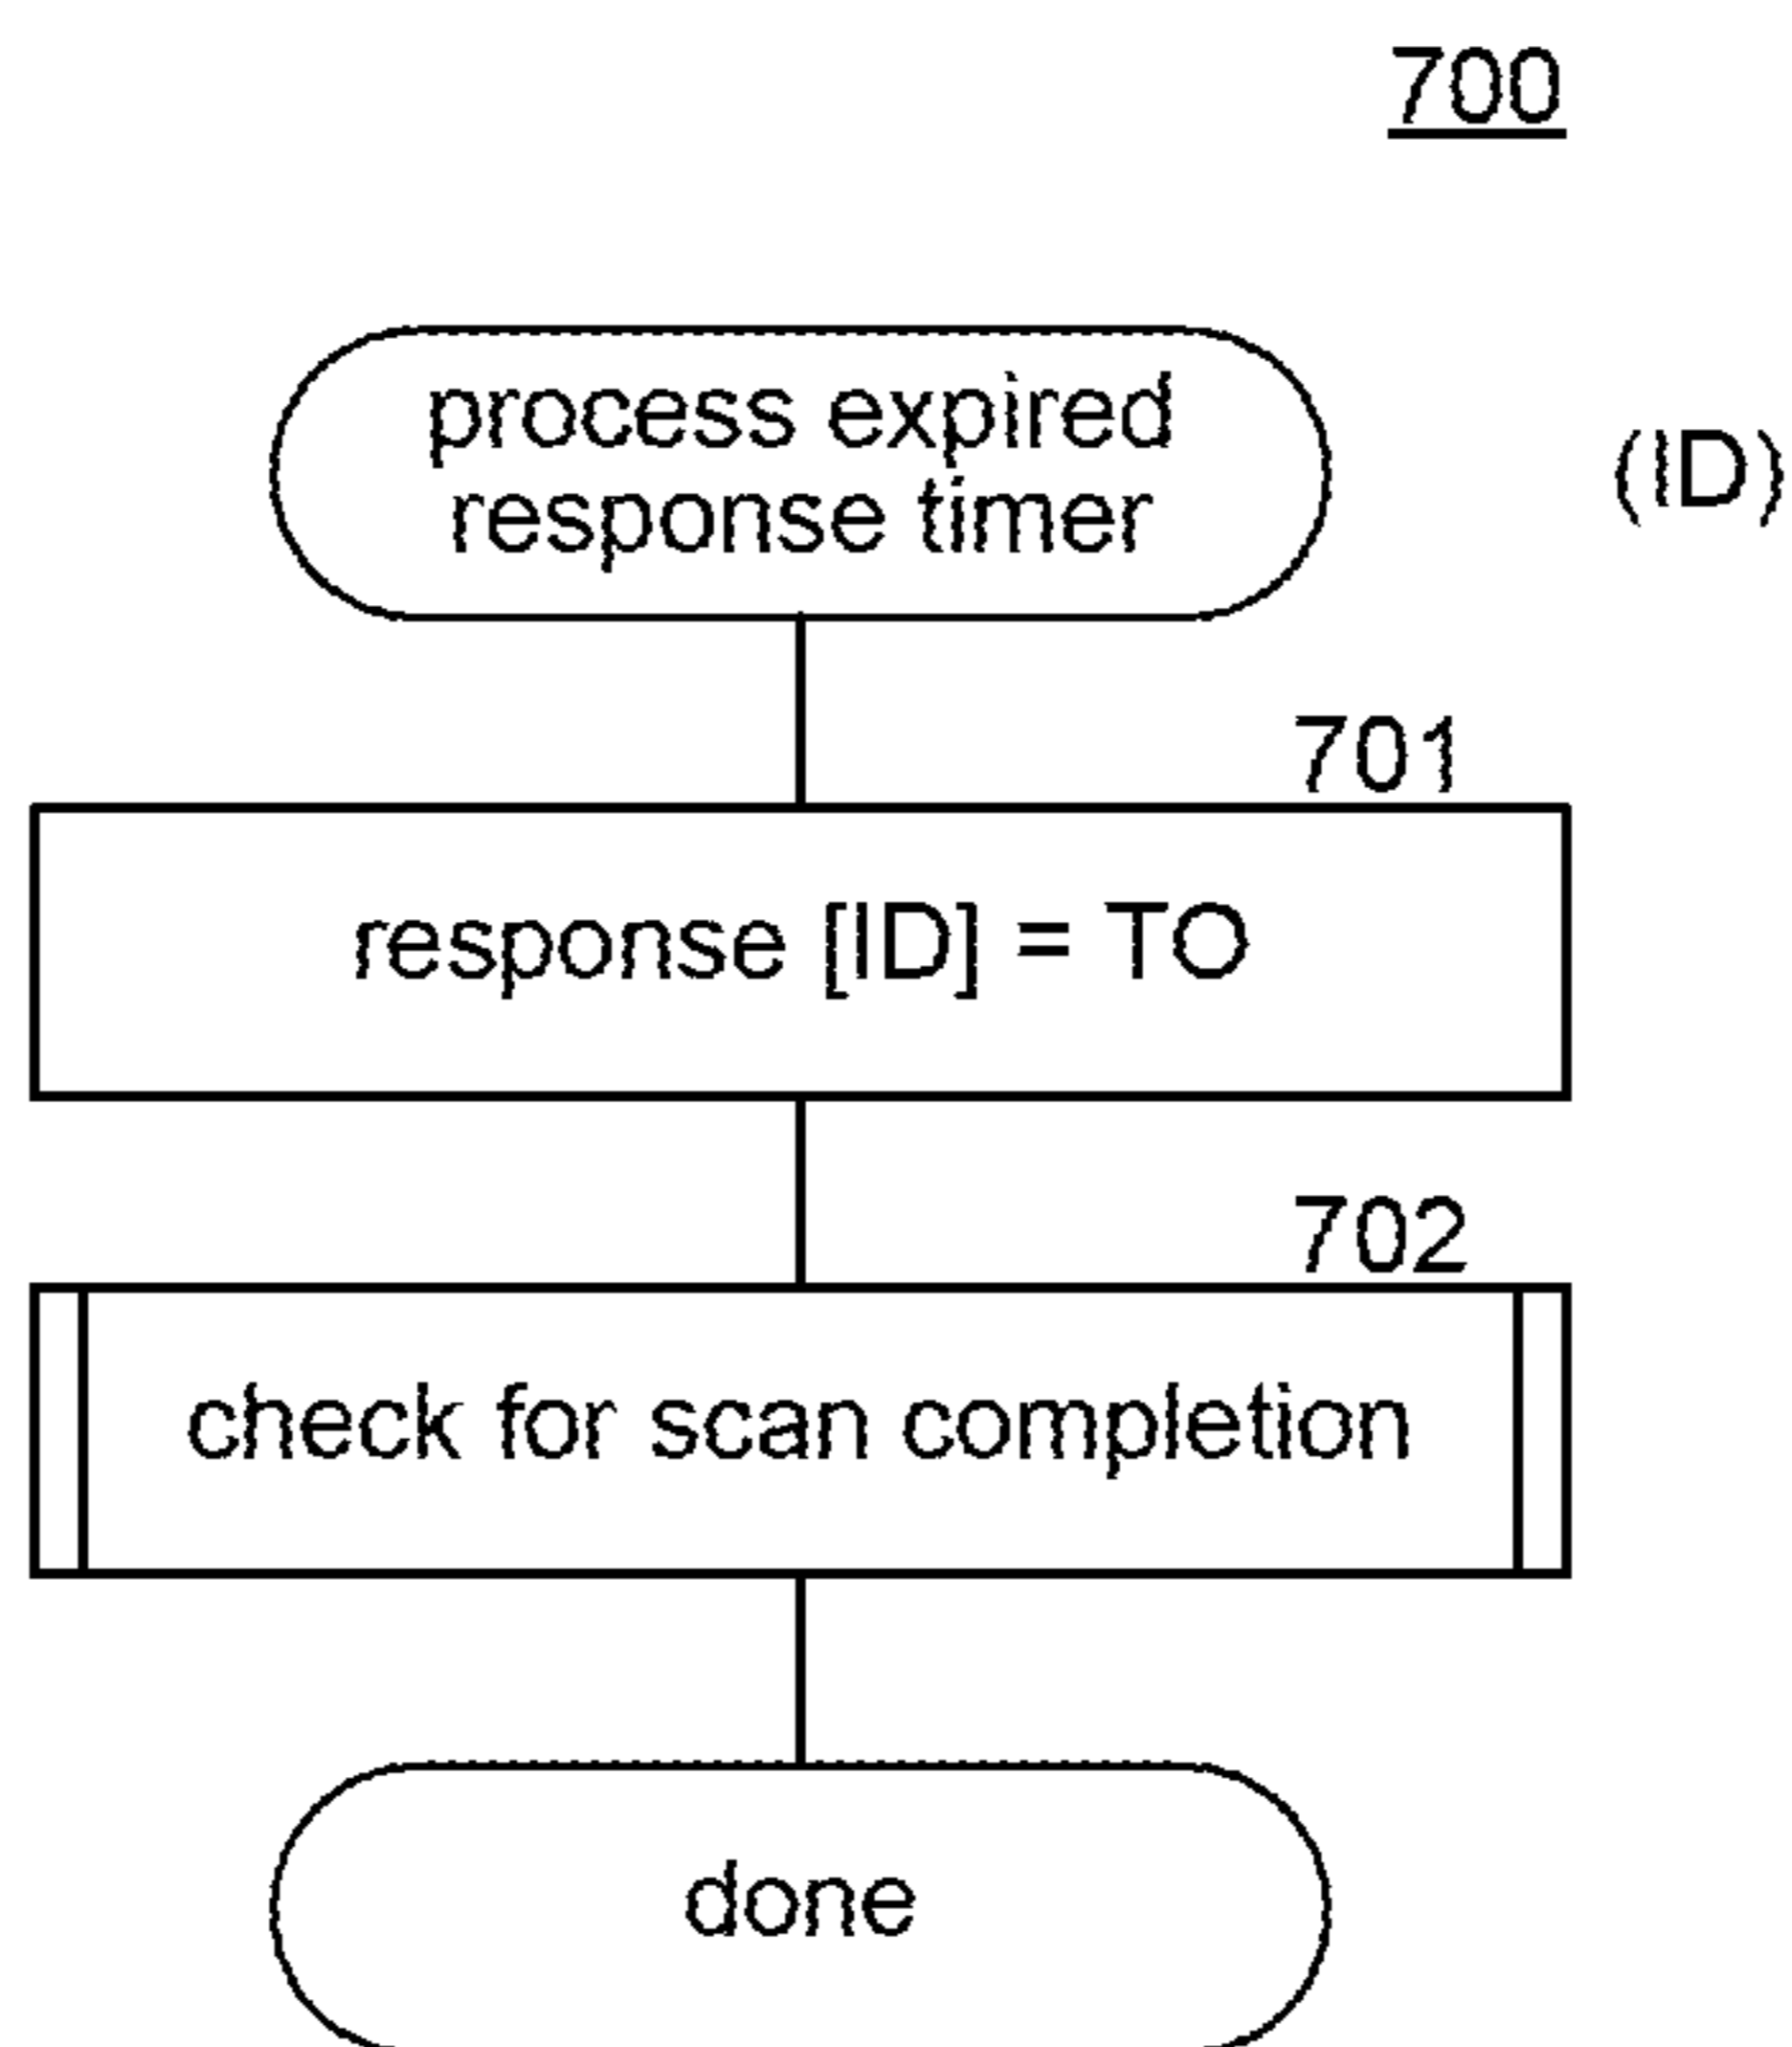 700
process expired
response timer
(ID)
701
response [ID] = TO
702
check for scan completion
done